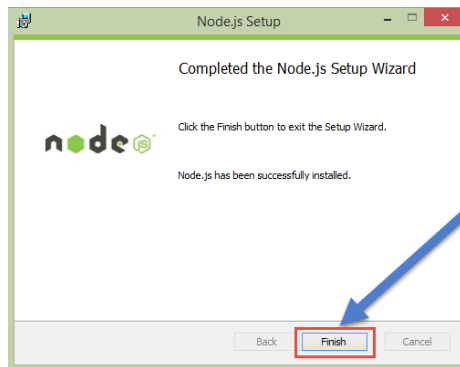 Node.js Setup
Completed the Node.js Setup Wizard
node js
Click the Finish button to exit the Setup Wizard.
Node.js has been successfully installed.
Back
Finish
Cancel